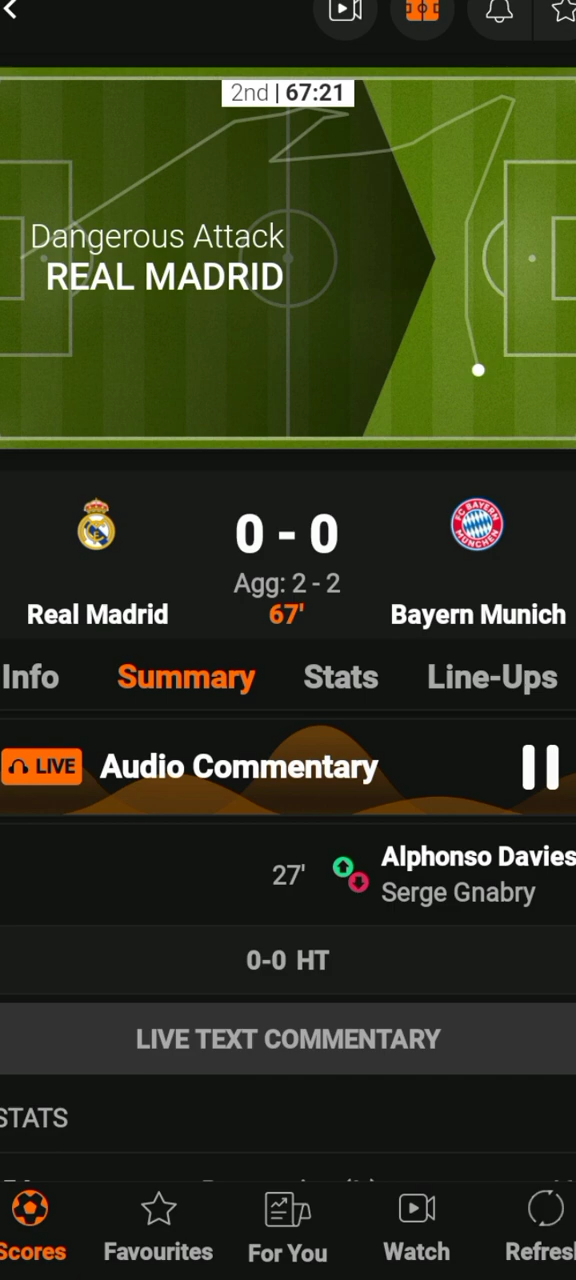 2nd | 67:21
Dangerous Attack
REAL MADRID
0 - 0
Agg: 2 - 2
Real Madrid 67' Bayern Munich
Info Summary Stats Line-Ups
LIVE Audio Commentary
27' Alphonso Davies
Serge Gnabry
0-0 HT
LIVE TEXT COMMENTARY
STATS
Scores Favourites For You Watch Refresh